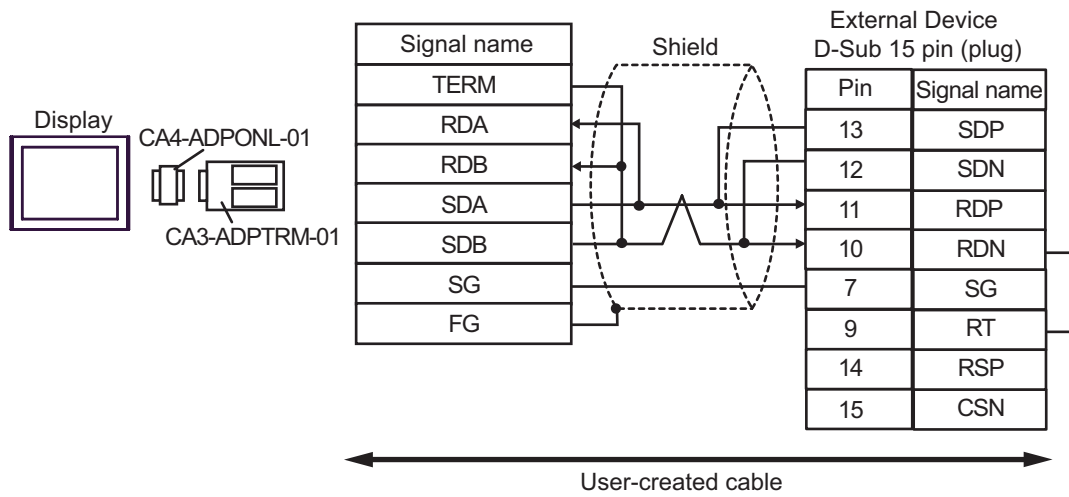 Display
CA4-ADPONL-01
CA3-ADPTRM-01
Signal name
TERM
RDA
RDB
SDA
SDB
SG
FG
Shield
External Device
D-Sub 15 pin (plug)
Pin Signal name
13 SDP
12 SDN
11 RDP
10 RDN
7 SG
9 RT
14 RSP
15 CSN
User-created cable